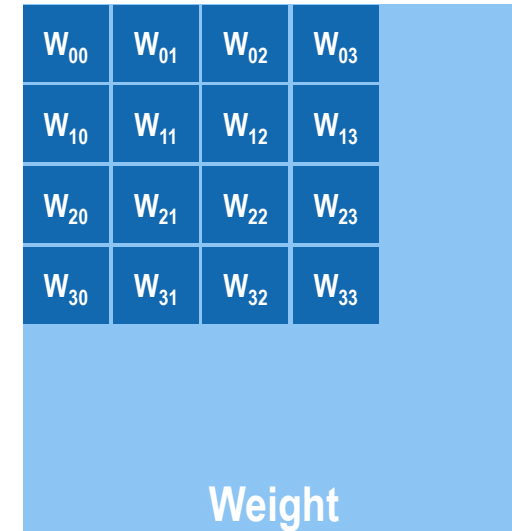 W₀₀ W₀₁ W₀₂ W₀₃
W₁₀ W₁₁ W₁₂ W₁₃
W₂₀ W₂₁ W₂₂ W₂₃
W₃₀ W₃₁ W₃₂ W₃₃
Weight